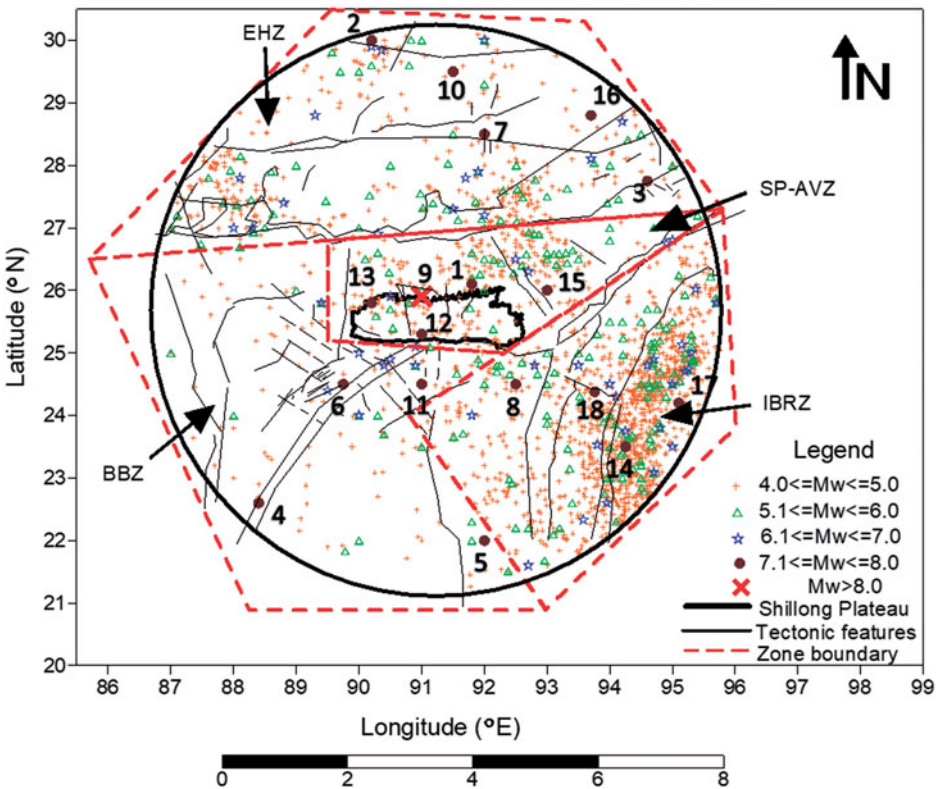 EHZ
2
10
16
N
7
3
SP-AVZ
13
9
1
15
12
6
11
8
18
17
IBRZ
14
BBZ
4
5
30
29
28
27
26
25
24
23
22
21
20
Latitude (° N)
86 87 88 89 90 91 92 93 94 95 96 97 98 99
Longitude (°E)
Legend
4.0<=Mw<=5.0
5.1<=Mw<=6.0
6.1<=Mw<=7.0
7.1<=Mw<=8.0
Mw>8.0
Shillong Plateau
Tectonic features
Zone boundary
0 2 4 6 8